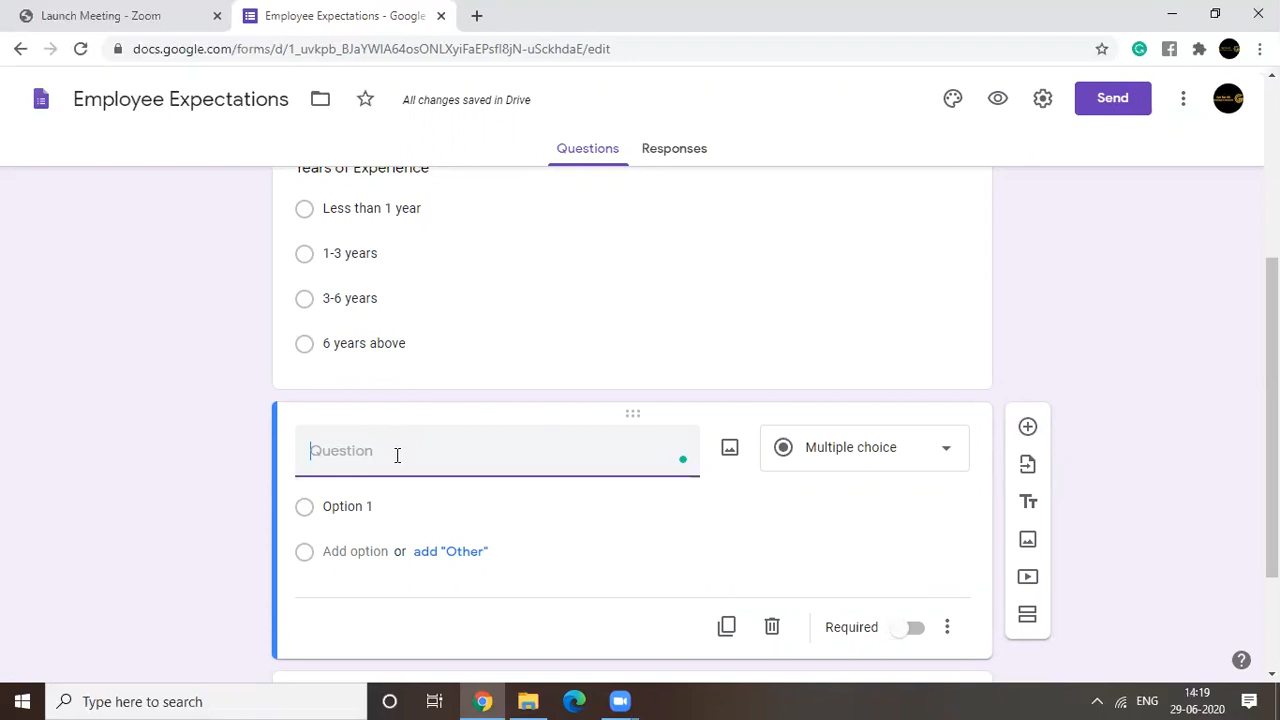 Launch Meeting - Zoom
Employee Expectations - Google
docs.google.com/forms/d/1_uvkpb_BJaYWIA64osONLXyiFaEPsfI8jN-uSckhdaE/edit
Employee Expectations
All changes saved in Drive
Send
Questions
Responses
Years of Experience
Less than 1 year
1-3 years
3-6 years
6 years above
Question
Multiple choice
Option 1
Add option or add "Other"
Required
Type here to search
ENG
14:19
29-06-2020